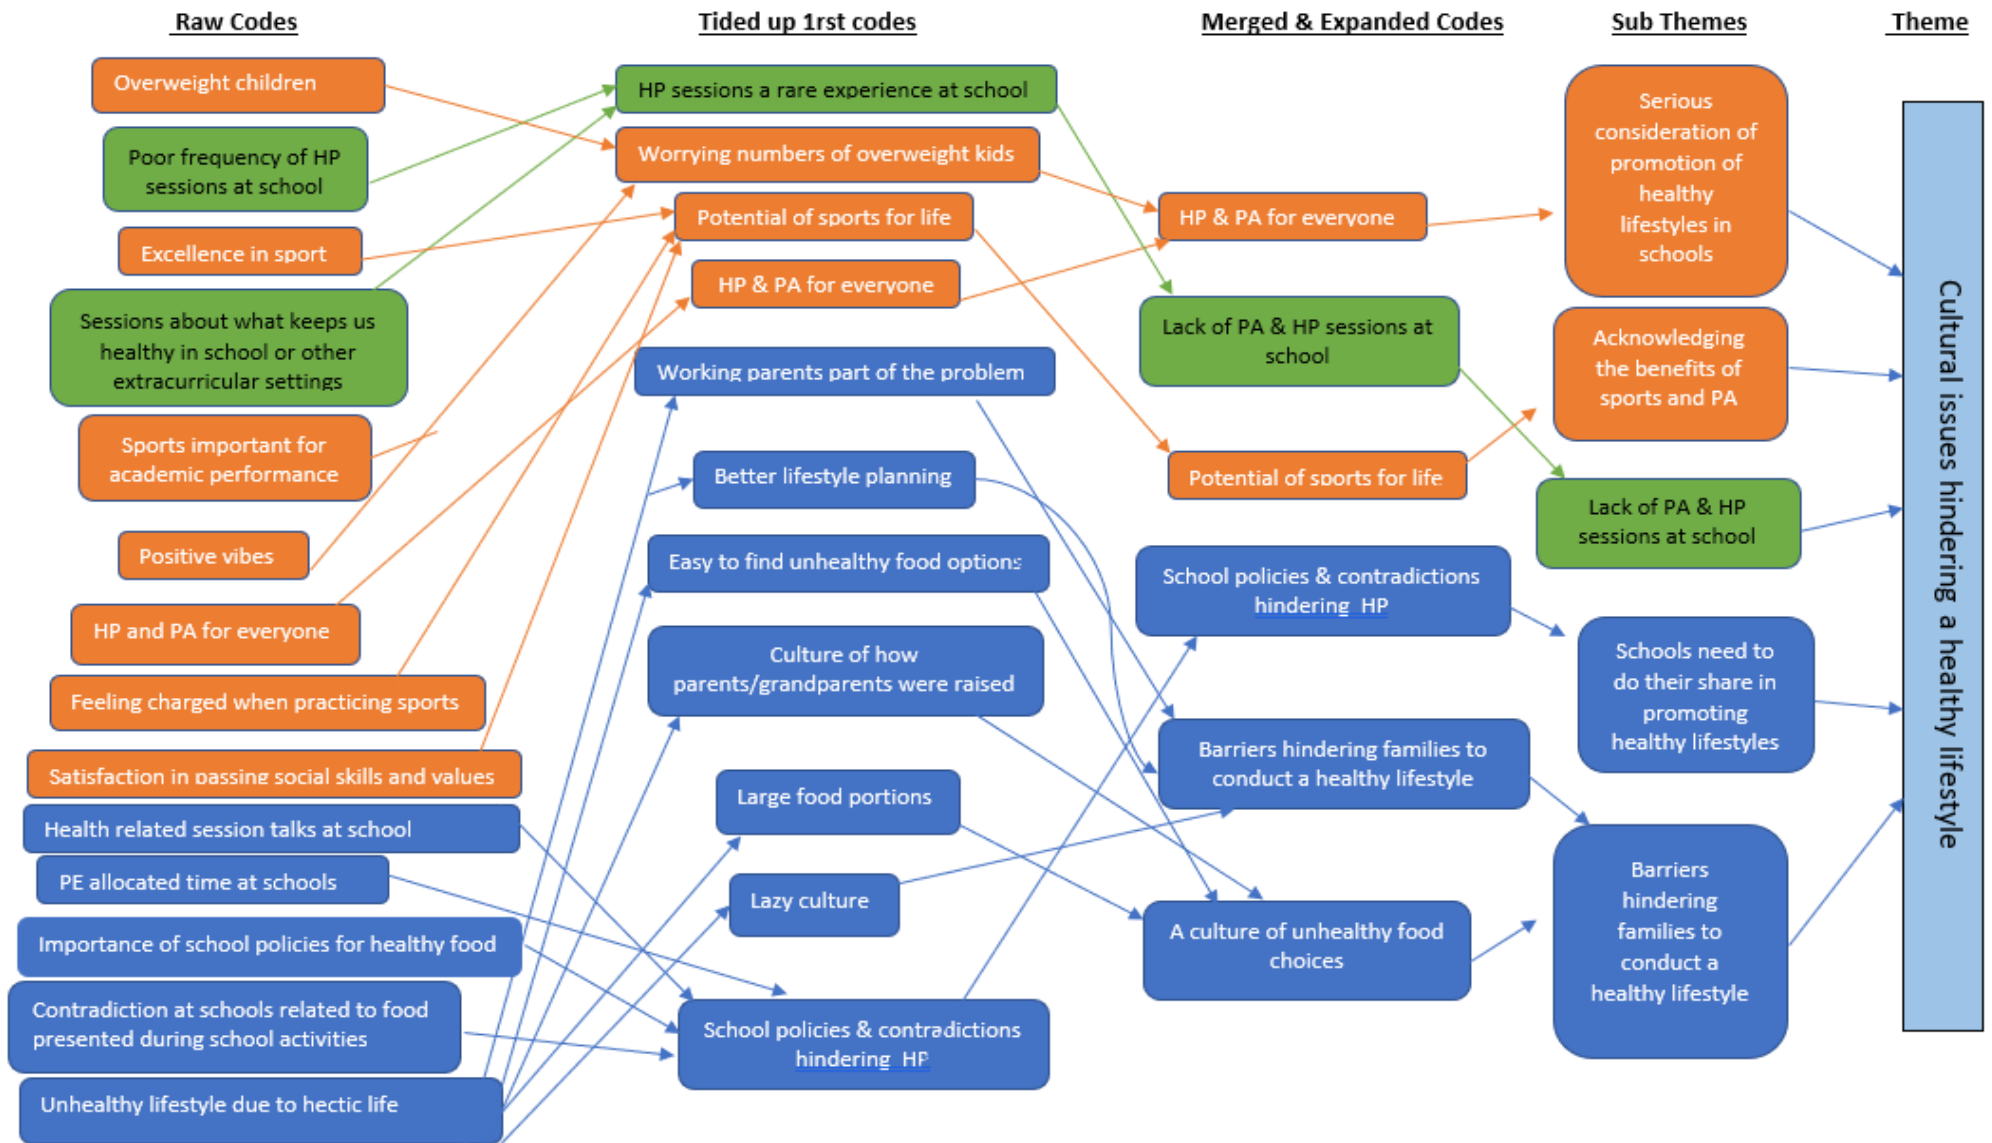 Raw Codes
Tided up 1rst codes
Merged & Expanded Codes
Sub Themes
Theme
Overweight children
Poor frequency of HP
sessions at school
Excellence in sport
Sessions about what keeps us
healthy in school or other
extracurricular settings
Sports important for
academic performance
Positive vibes
HP and PA for everyone
Feeling charged when practicing sports
Satisfaction in passing social skills and values
Health related session talks at school
PE allocated time at schools
Importance of school policies for healthy food
Contradiction at schools related to food
presented during school activities
Unhealthy lifestyle due to hectic life
HP sessions a rare experience at school
Worrying numbers of overweight kids
Potential of sports for life
HP & PA for everyone
Working parents part of the problem
Better lifestyle planning
Easy to find unhealthy food options
Culture of how
parents/grandparents were raised
Large food portions
Lazy culture
School policies & contradictions
hindering HP
HP & PA for everyone
Lack of PA & HP sessions at
school
Potential of sports for life
School policies & contradictions
hindering HP
Barriers hindering families to
conduct a healthy lifestyle
A culture of unhealthy food
choices
Serious
consideration of
promotion of
healthy
lifestyles in
schools
Acknowledging
the benefits of
sports and PA
Lack of PA & HP
sessions at school
Schools need to
do their share in
promoting
healthy lifestyles
Barriers
hindering
families to
conduct a
healthy lifestyle
Cultural issues hindering a healthy lifestyle